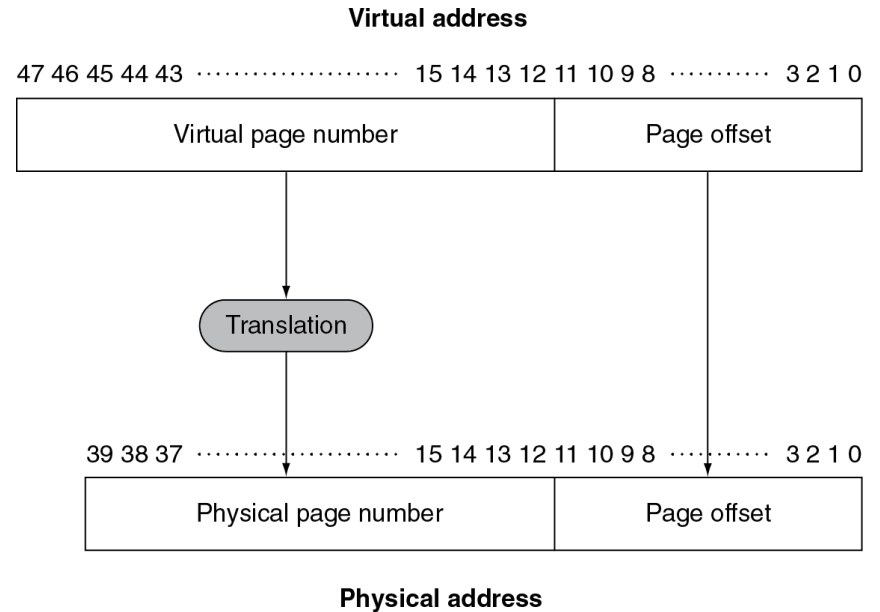 Virtual address
47 46 45 44 43 ...................... 15 14 13 12 11 10 9 8 ........... 3 2 1 0
Virtual page number Page offset
Translation
39 38 37 ...................... 15 14 13 12 11 10 9 8 ........... 3 2 1 0
Physical page number Page offset
Physical address